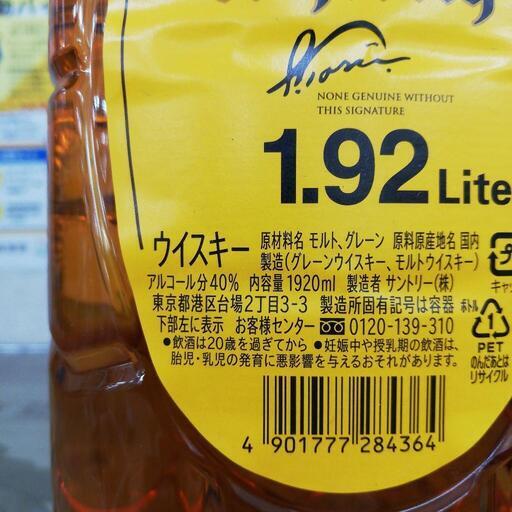 NONE GENUINE WITHOUT
THIS SIGNATURE
1.92 Lite
ウイスキー
原材料名 モルト、グレーン 原料原産地名 国内
製造(グレーンウイスキー、モルトウイスキー)
アルコール分40% 内容量1920ml 製造者 サントリー(株)
東京都港区台場2丁目3-3 製造所固有記号は容器
下部左に表示 お客様センター 0120-139-310
●飲酒は20歳を過ぎてから ●妊娠中や授乳期の飲酒は、
胎児・乳児の発育に悪影響を与えるおそれがあります。
プラ
キャッ
ボトル
1
PET
のんだあとは
リサイクル
4 901777 284364